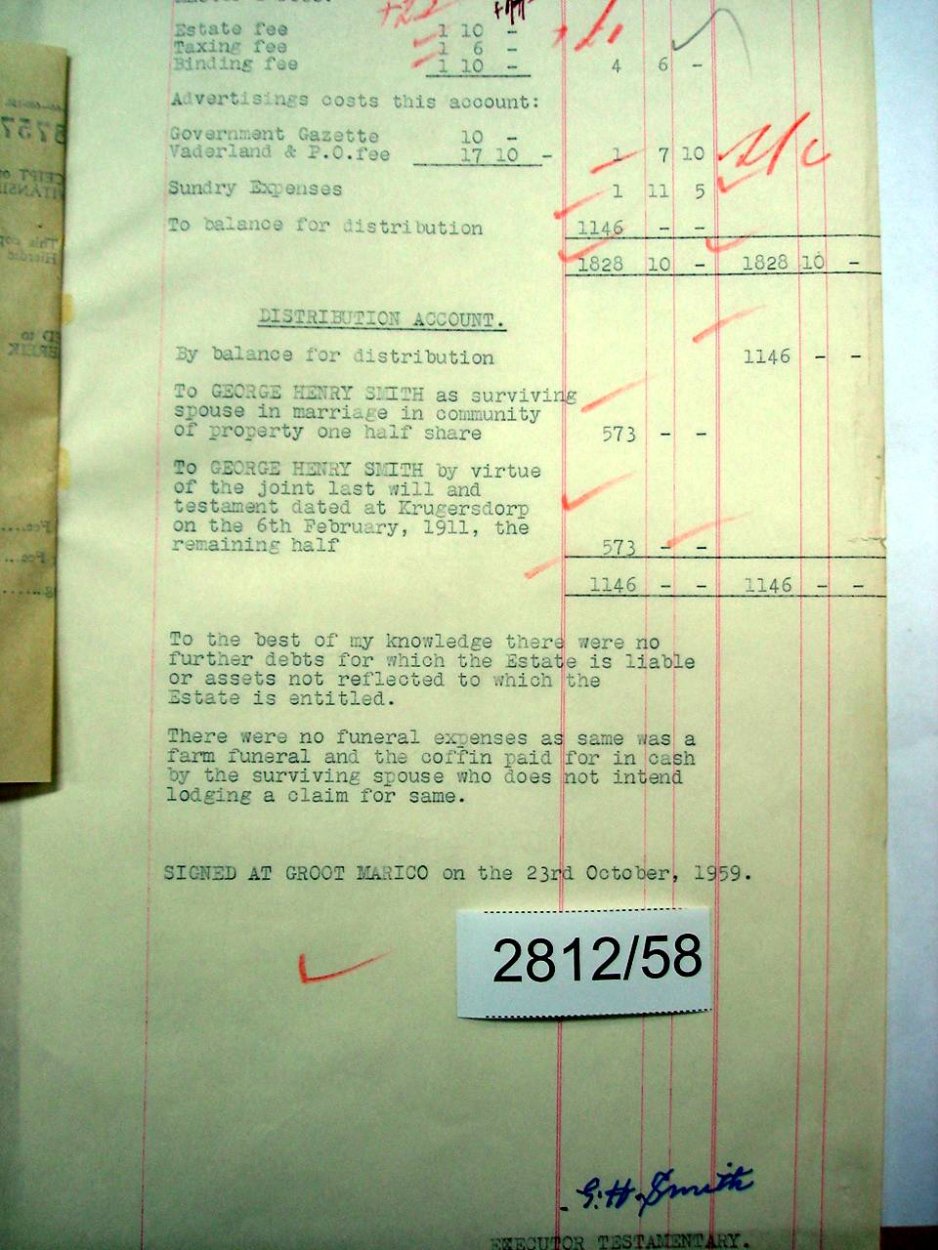 Estate fee 1 10 -
Taxing fee 1 6 -
Binding fee 1 10 - 4 6 -
Advertisings costs this account:
Government Gazette 10 -
Vaderland & P.O.fee 17 10 - 1 7 10
Sundry Expenses 1 11 5
To balance for distribution 1146 - -
1828 10 - 1828 10 -
DISTRIBUTION ACCOUNT.
By balance for distribution 1146 - -
To GEORGE HENRY SMITH as surviving
spouse in marriage in community
of property one half share 573 - -
To GEORGE HENRY SMITH by virtue
of the joint last will and
testament dated at Krugersdorp
on the 6th February, 1911, the
remaining half 573 - -
1146 - - 1146 - -
To the best of my knowledge there were no
further debts for which the Estate is liable
or assets not reflected to which the
Estate is entitled.
There were no funeral expenses as same was a
farm funeral and the coffin paid for in cash
by the surviving spouse who does not intend
lodging a claim for same.
SIGNED AT GROOT MARICO on the 23rd October, 1959.
2812/58
G.H. Smith
EXECUTOR TESTAMENTARY.